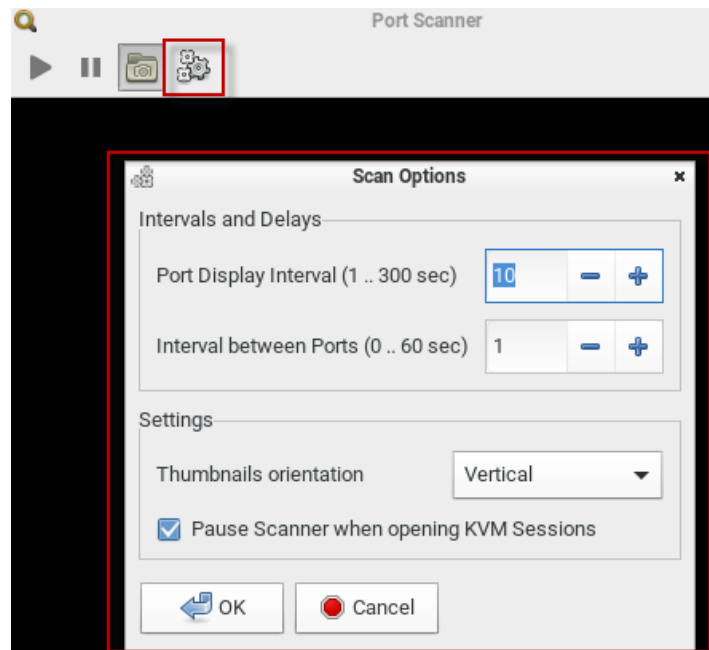 Port Scanner
Scan Options
Intervals and Delays
Port Display Interval (1 .. 300 sec) 10
Interval between Ports (0 .. 60 sec) 1
Settings
Thumbnails orientation Vertical
Pause Scanner when opening KVM Sessions
OK Cancel